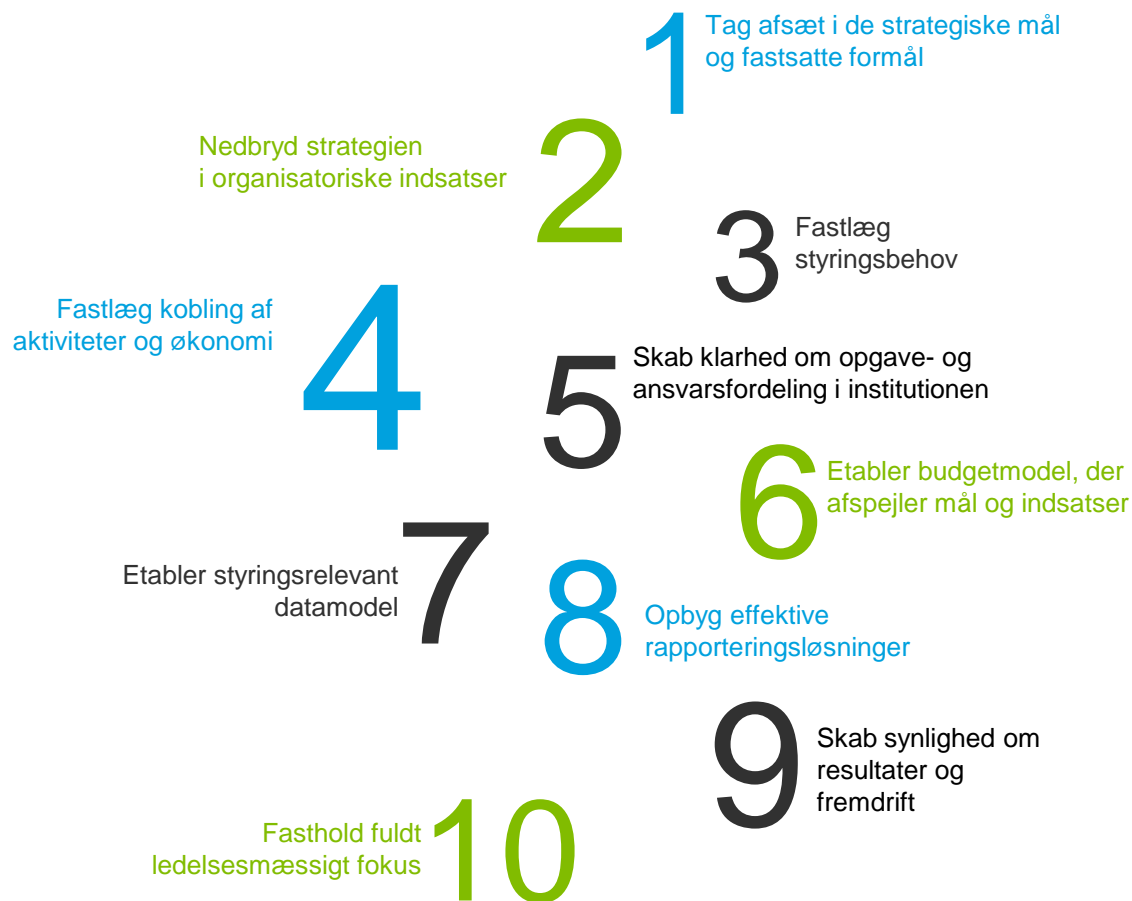 1
Tag afsæt i de strategiske mål
og fastsatte formål
2
Nedbryd strategien
i organisatoriske indsatser
3
Fastlæg
styringsbehov
4
Fastlæg kobling af
aktiviteter og økonomi
5
Skab klarhed om opgave- og
ansvarsfordeling i institutionen
6
Etabler budgetmodel, der
afspejler mål og indsatser
7
Etabler styringsrelevant
datamodel
8
Opbyg effektive
rapporteringsløsninger
9
Skab synlighed om
resultater og
fremdrift
10
Fasthold fuldt
ledelsesmæssigt fokus